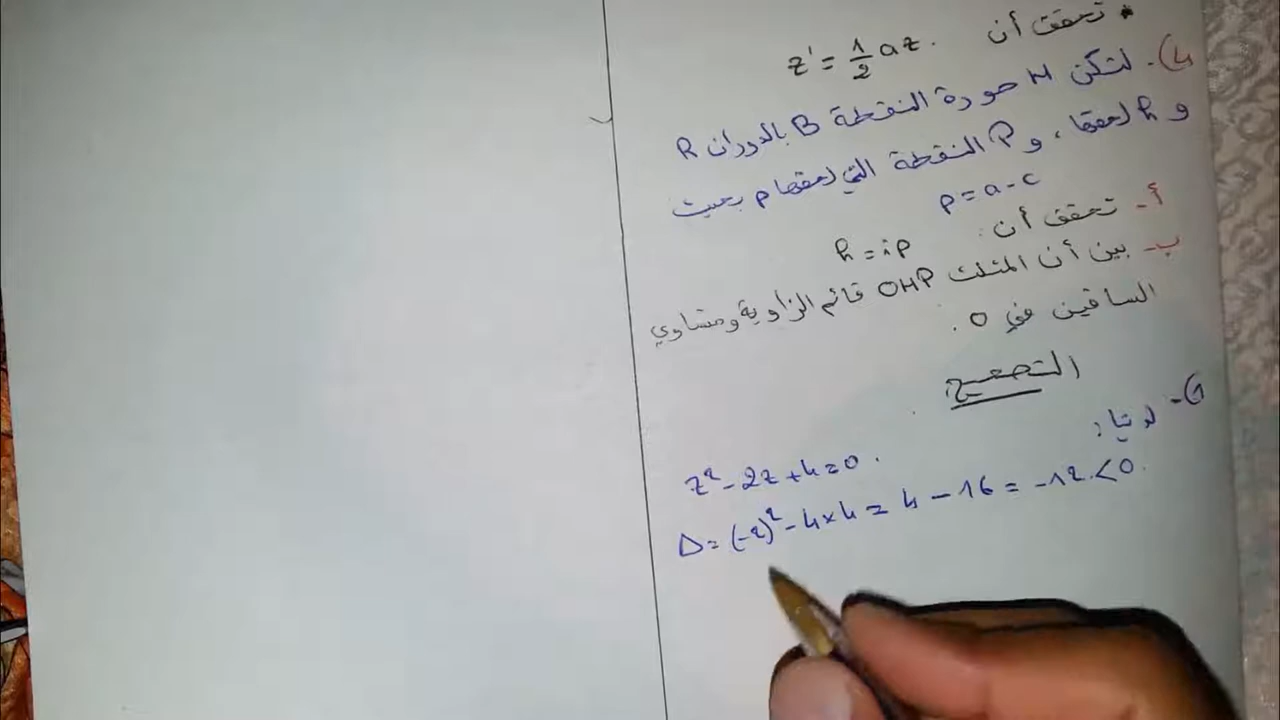 • تحقق أن z' = 1/2 az.
4)- لتكن H صورة النقطة B بالدوران R
و h لحقها، و P النقطة التي لحقها p بحيث
p = a - c
أ- تحقق أن h = ip
ب- بين أن المثلث OHP قائم الزاوية ومتساوي
الساقين في O.
التصحيح
1)- لدينا:
z² - 2z + 4 = 0.
Δ = (-2)² - 4×4 = 4 - 16 = -12 < 0.